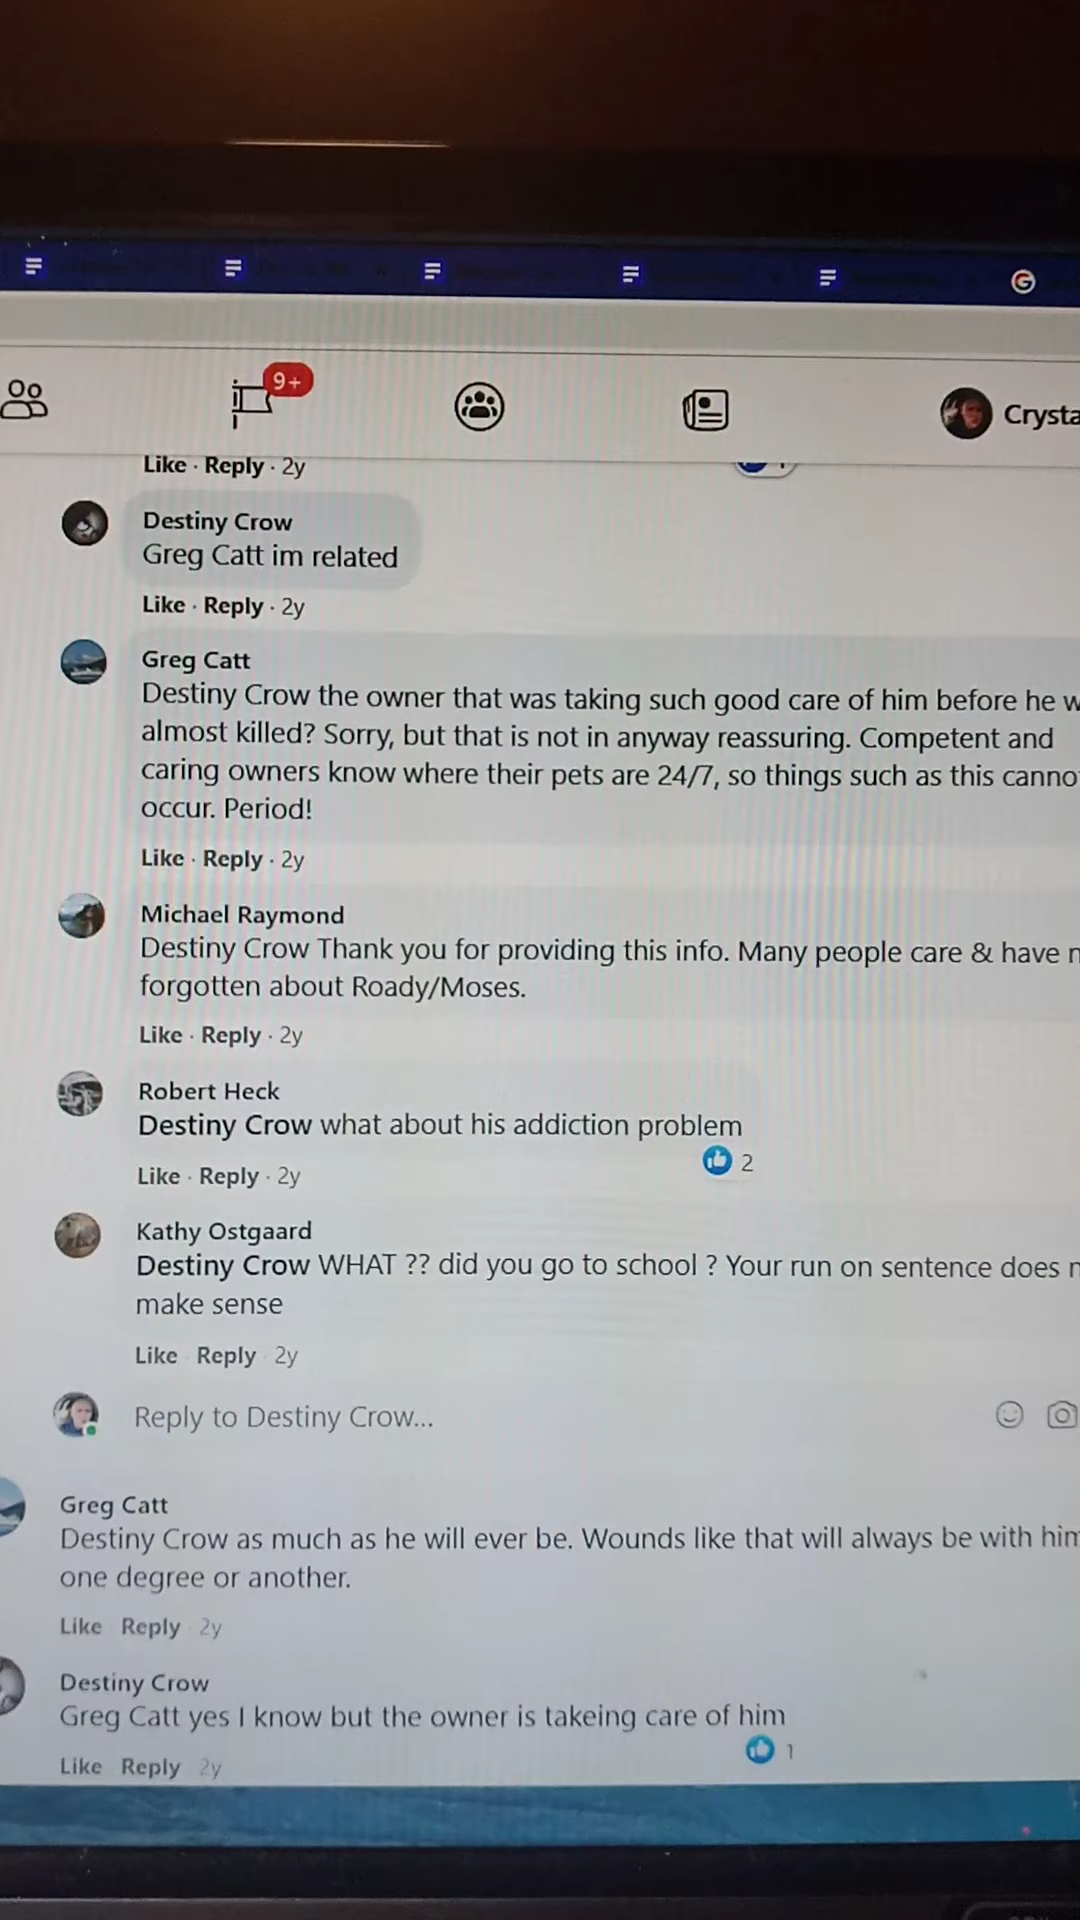 9+
Crysta
Like · Reply · 2y
Destiny Crow
Greg Catt im related
Like · Reply · 2y
Greg Catt
Destiny Crow the owner that was taking such good care of him before he w
almost killed? Sorry, but that is not in anyway reassuring. Competent and
caring owners know where their pets are 24/7, so things such as this canno
occur. Period!
Like · Reply · 2y
Michael Raymond
Destiny Crow Thank you for providing this info. Many people care & have n
forgotten about Roady/Moses.
Like · Reply · 2y
Robert Heck
Destiny Crow what about his addiction problem
2
Like · Reply · 2y
Kathy Ostgaard
Destiny Crow WHAT ?? did you go to school ? Your run on sentence does n
make sense
Like · Reply 2y
Reply to Destiny Crow...
Greg Catt
Destiny Crow as much as he will ever be. Wounds like that will always be with him
one degree or another.
Like Reply 2y
Destiny Crow
Greg Catt yes I know but the owner is takeing care of him
1
Like Reply 2y